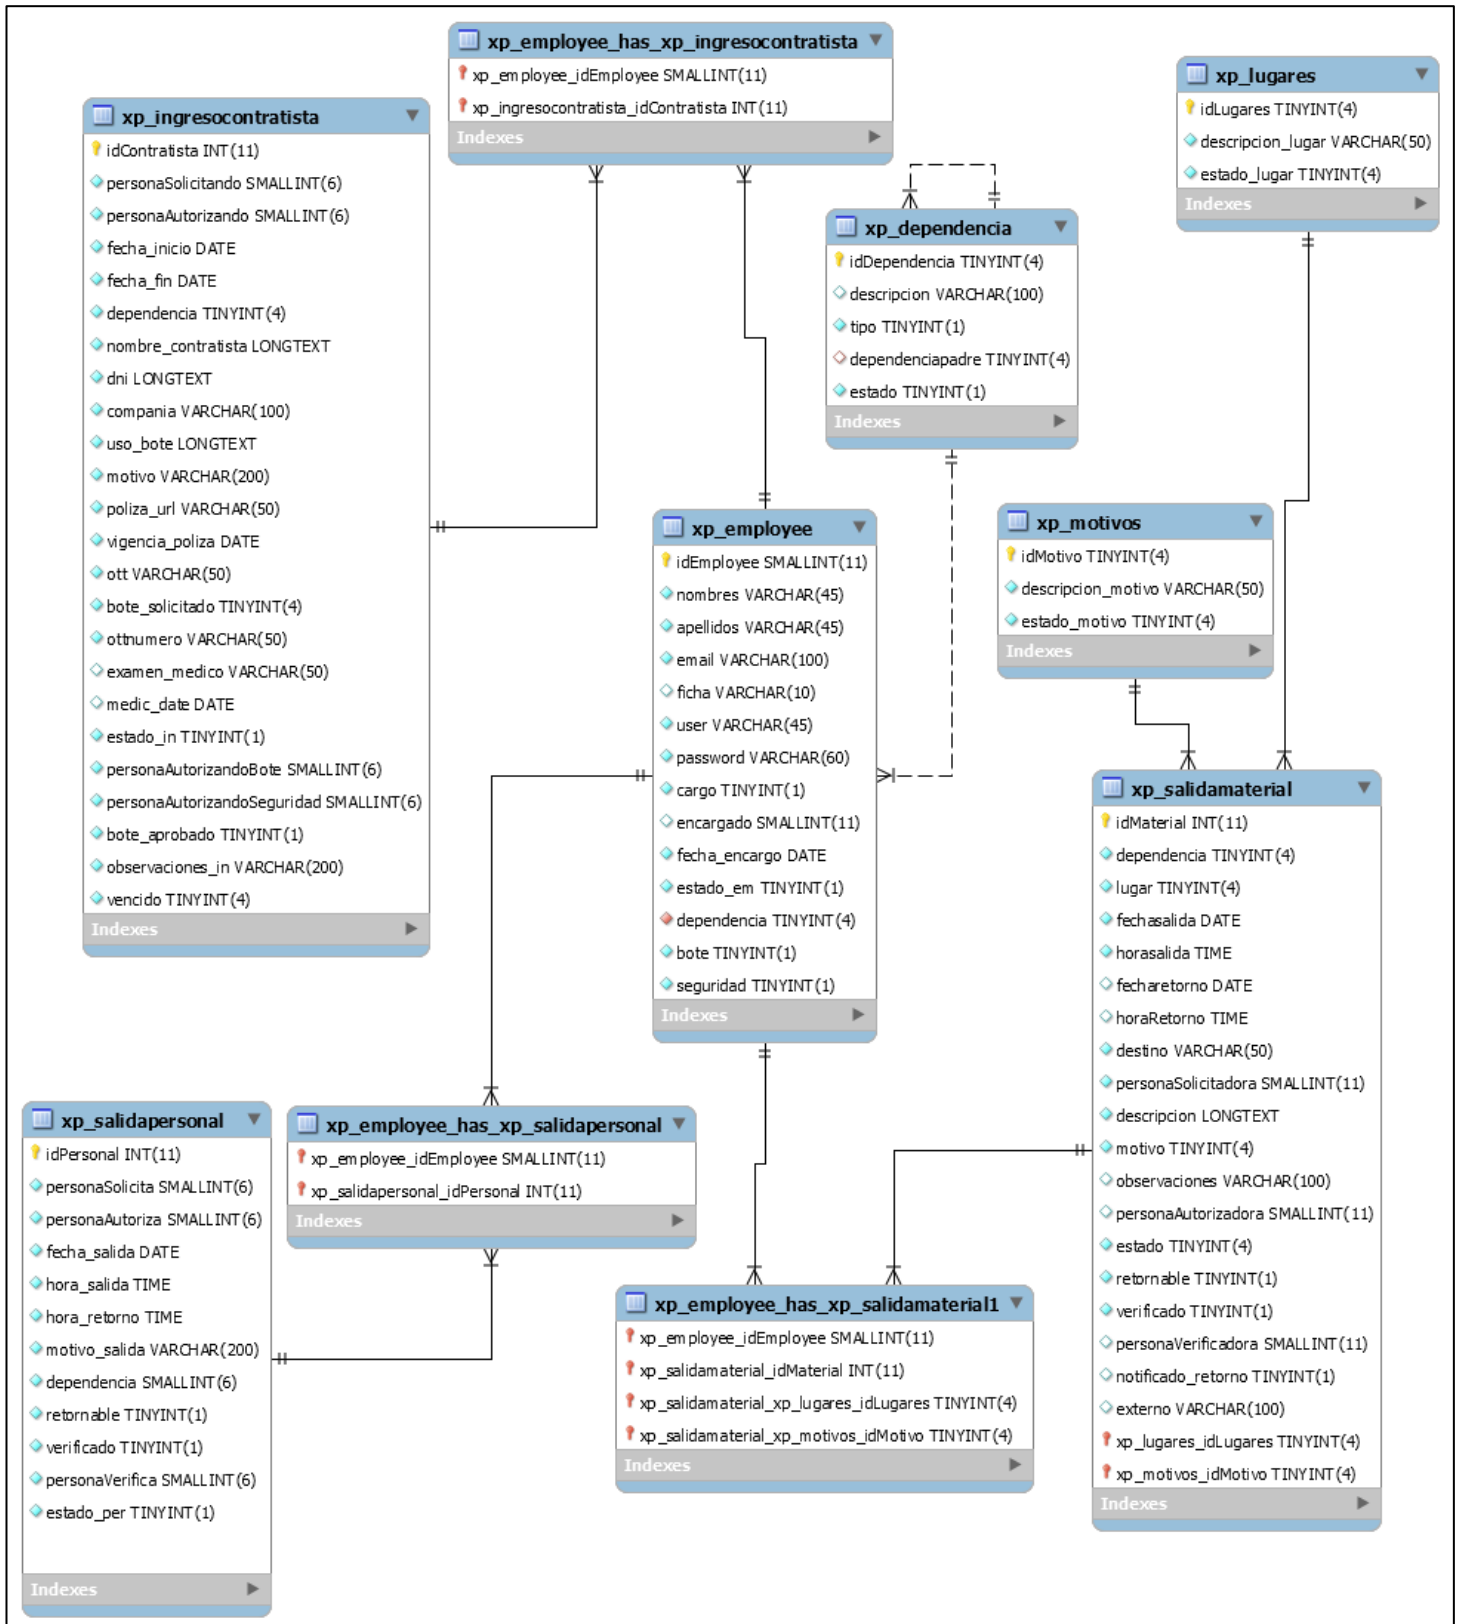 xp_employee_has_xp_ingresocontratista
xp_employee_idEmployee SMALLINT(11)
xp_ingresocontratista_idContratista INT(11)
Indexes
xp_lugares
idLugares TINYINT(4)
descripcion_lugar VARCHAR(50)
estado_lugar TINYINT(4)
Indexes
xp_ingresocontratista
idContratista INT(11)
personaSolicitando SMALLINT(6)
personaAutorizando SMALLINT(6)
fecha_inicio DATE
fecha_fin DATE
dependencia TINYINT(4)
nombre_contratista LONGTEXT
dni LONGTEXT
compania VARCHAR(100)
uso_bote LONGTEXT
motivo VARCHAR(200)
poliza_url VARCHAR(50)
vigencia_poliza DATE
ott VARCHAR(50)
bote_solicitado TINYINT(4)
ottnumero VARCHAR(50)
examen_medico VARCHAR(50)
medic_date DATE
estado_in TINYINT(1)
personaAutorizandoBote SMALLINT(6)
personaAutorizandoSeguridad SMALLINT(6)
bote_aprobado TINYINT(1)
observaciones_in VARCHAR(200)
vencido TINYINT(4)
Indexes
xp_dependencia
idDependencia TINYINT(4)
descripcion VARCHAR(100)
tipo TINYINT(1)
dependenciapadre TINYINT(4)
estado TINYINT(1)
Indexes
xp_employee
idEmployee SMALLINT(11)
nombres VARCHAR(45)
apellidos VARCHAR(45)
email VARCHAR(100)
ficha VARCHAR(10)
user VARCHAR(45)
password VARCHAR(60)
cargo TINYINT(1)
encargado SMALLINT(11)
fecha_encargo DATE
estado_em TINYINT(1)
dependencia TINYINT(4)
bote TINYINT(1)
seguridad TINYINT(1)
Indexes
xp_motivos
idMotivo TINYINT(4)
descripcion_motivo VARCHAR(50)
estado_motivo TINYINT(4)
Indexes
xp_salidamaterial
idMaterial INT(11)
dependencia TINYINT(4)
lugar TINYINT(4)
fechasalida DATE
horasalida TIME
fecharetorno DATE
horaRetorno TIME
destino VARCHAR(50)
personaSolicitadora SMALLINT(11)
descripcion LONGTEXT
motivo TINYINT(4)
observaciones VARCHAR(100)
personaAutorizadora SMALLINT(11)
estado TINYINT(4)
retornable TINYINT(1)
verificado TINYINT(1)
personaVerificadora SMALLINT(11)
notificado_retorno TINYINT(1)
externo VARCHAR(100)
xp_lugares_idLugares TINYINT(4)
xp_motivos_idMotivo TINYINT(4)
Indexes
xp_salidapersonal
idPersonal INT(11)
personaSolicita SMALLINT(6)
personaAutoriza SMALLINT(6)
fecha_salida DATE
hora_salida TIME
hora_retorno TIME
motivo_salida VARCHAR(200)
dependencia SMALLINT(6)
retornable TINYINT(1)
verificado TINYINT(1)
personaVerifica SMALLINT(6)
estado_per TINYINT(1)
Indexes
xp_employee_has_xp_salidapersonal
xp_employee_idEmployee SMALLINT(11)
xp_salidapersonal_idPersonal INT(11)
Indexes
xp_employee_has_xp_salidamaterial1
xp_employee_idEmployee SMALLINT(11)
xp_salidamaterial_idMaterial INT(11)
xp_salidamaterial_xp_lugares_idLugares TINYINT(4)
xp_salidamaterial_xp_motivos_idMotivo TINYINT(4)
Indexes